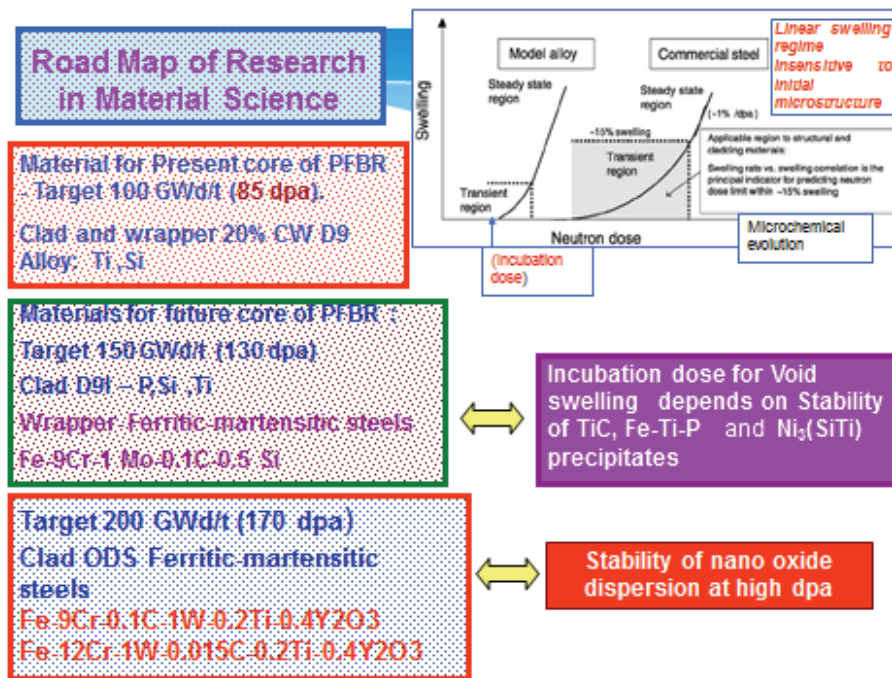 Road Map of Research
in Material Science
Material for Present core of PFBR
- Target 100 GWd/t (85 dpa).
Clad and wrapper 20% CW D9
Alloy: Ti ,Si
Swelling
Model alloy
Commercial steel
Steady state
region
Steady state
region
(~1% /dpa)
~15% swelling
Transient
region
Transient
region
Applicable region to structural and
cladding materials:
Swelling rate vs. swelling correlation is the
principal indicator for predicting neutron
dose limit within ~15% swelling
Neutron dose
(Incubation
dose)
Microchemical
evolution
Linear swelling
regime
Insensitive to
initial
microstructure
Materials for future core of PFBR :
Target 150 GWd/t (130 dpa)
Clad D9I – P,Si ,Ti
Wrapper-Ferritic-martensitic steels
Fe-9Cr-1 Mo-0.1C-0.5 Si
Incubation dose for Void
swelling depends on Stability
of TiC, Fe-Ti-P and Ni₃(SiTi)
precipitates
Target 200 GWd/t (170 dpa)
Clad ODS Ferritic-martensitic
steels
Fe-9Cr-0.1C-1W-0.2Ti-0.4Y2O3
Fe-12Cr-1W-0.015C-0.2Ti-0.4Y2O3
Stability of nano oxide
dispersion at high dpa